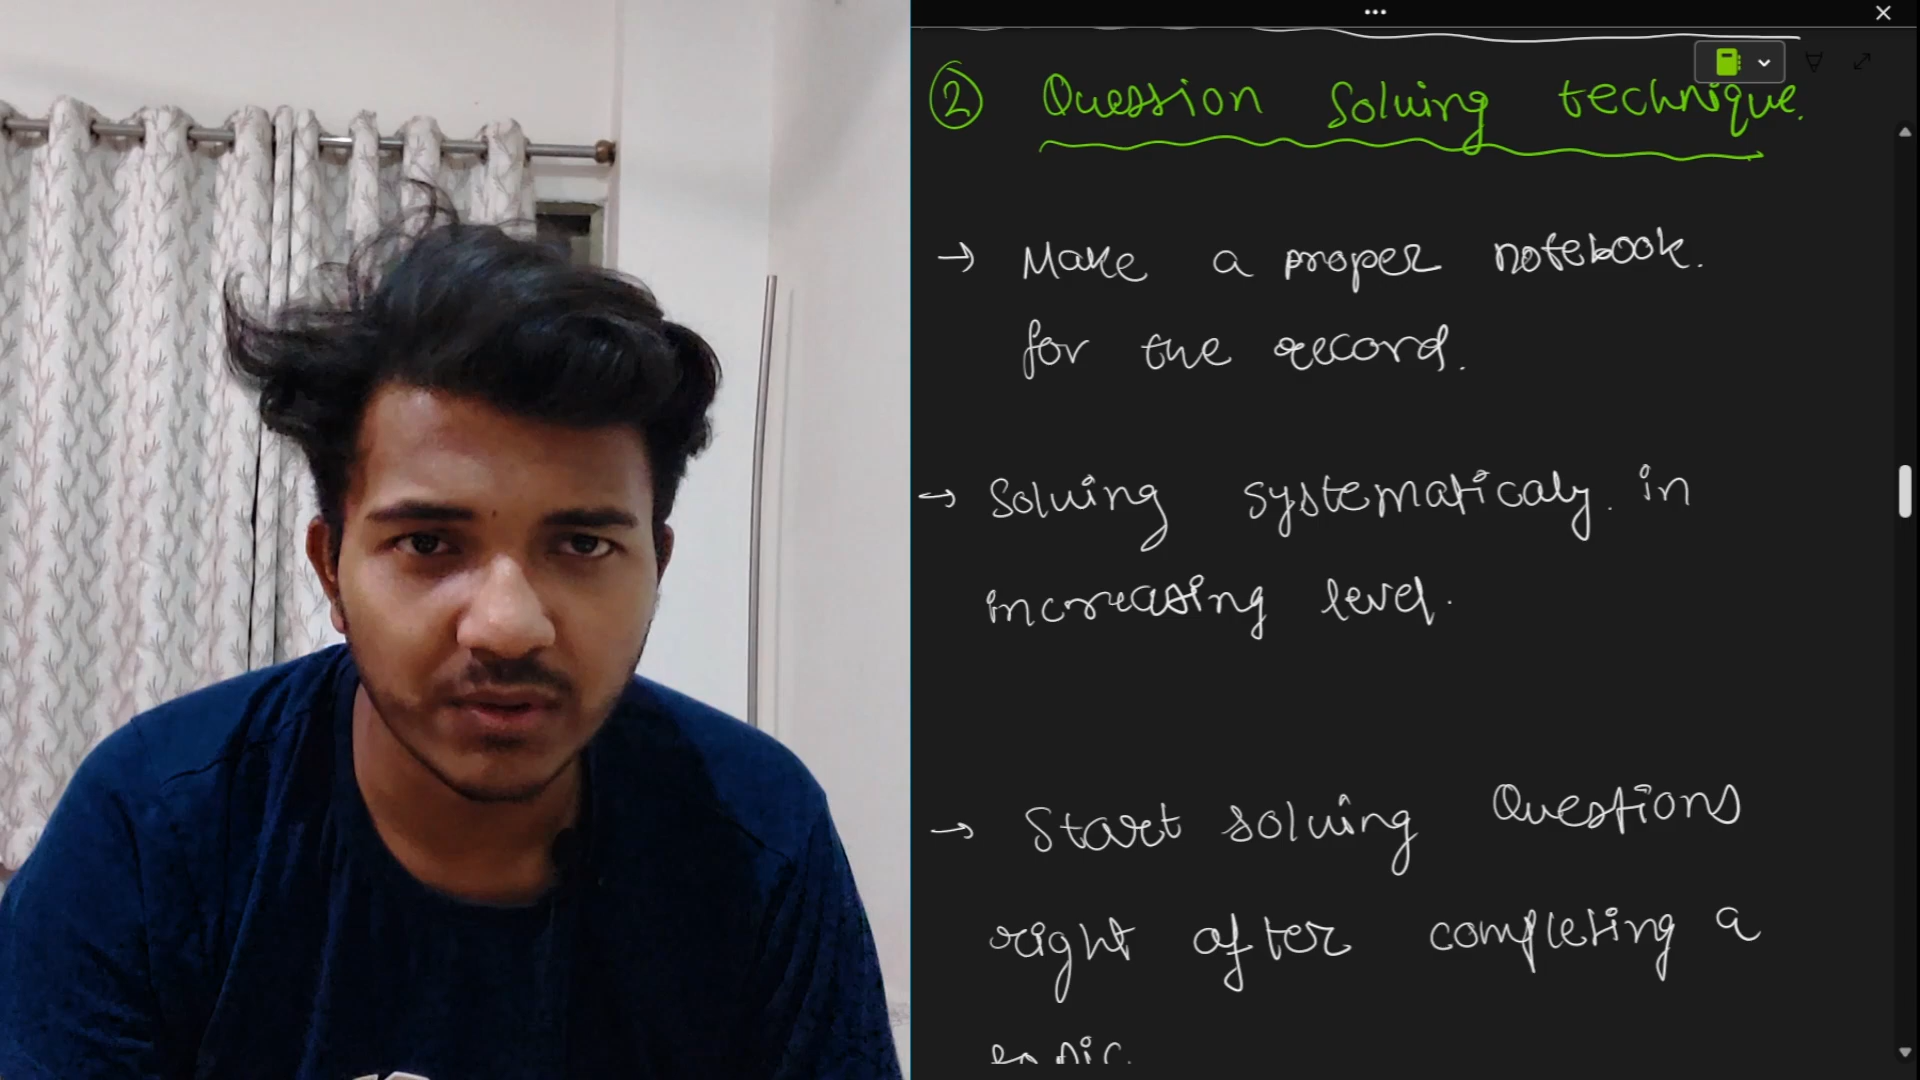 ② Question Solving technique.
→ Make a proper notebook.
for the record.
→ Solving systematicaly. in
increasing level.
→ Start solving Questions
right after completing a